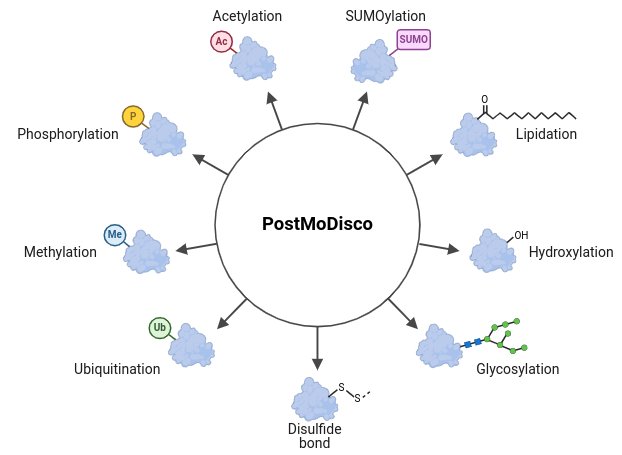 Acetylation
SUMOylation
Ac
SUMO
P
Phosphorylation
O
Lipidation
PostMoDisco
Me
Methylation
OH
Hydroxylation
Ub
Ubiquitination
Glycosylation
S
S
Disulfide
bond